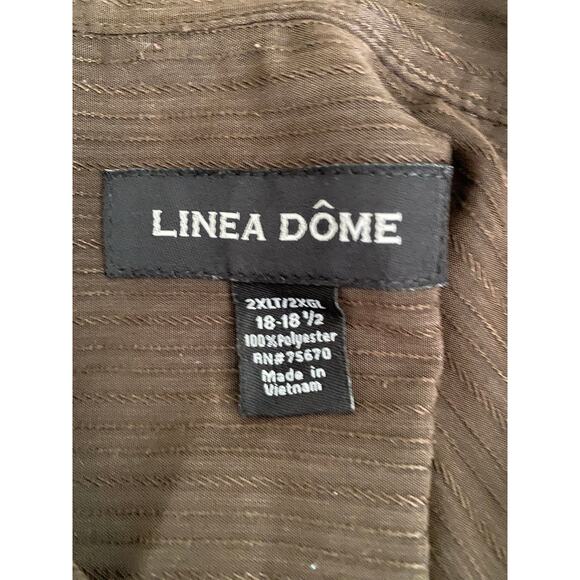 LINEA DÔME
2XLT/2XGL
18-18 1/2
100%Polyester
RN#75670
Made in
Vietnam